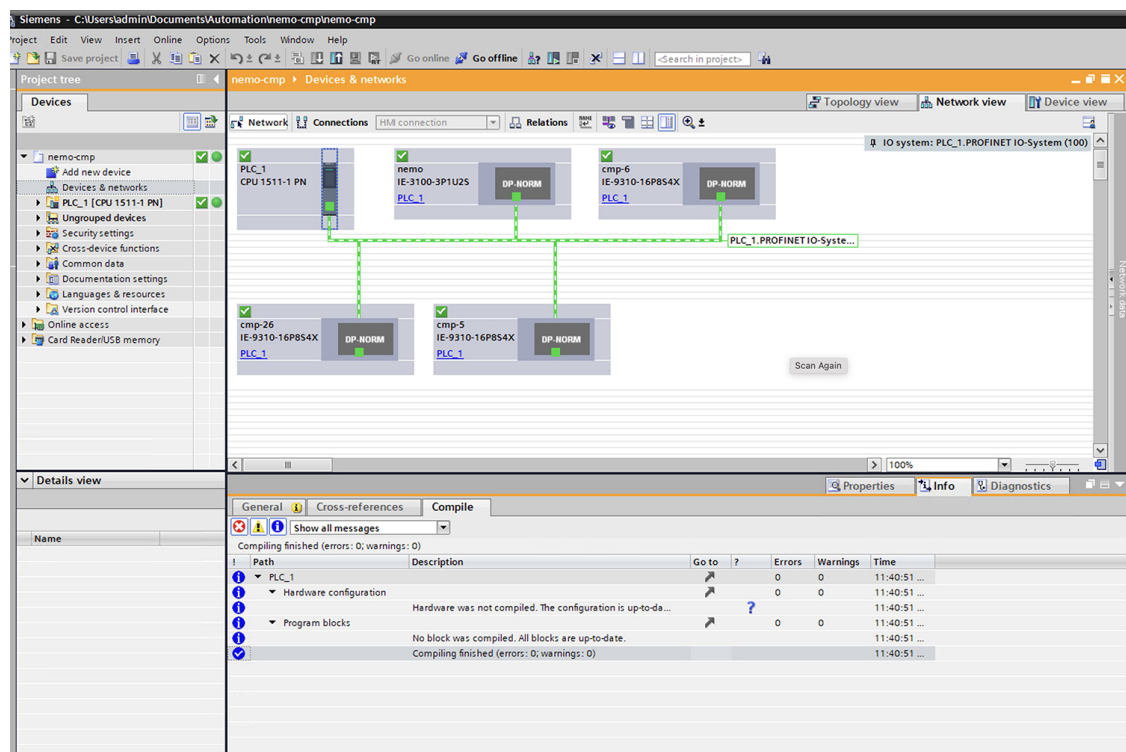 Siemens - C:\Users\admin\Documents\Automation\nemo-cmp\nemo-cmp
roject Edit View Insert Online Options Tools Window Help
Save project Go online Go offline <Search in project>
Project tree
nemo-cmp ▸ Devices & networks
Devices
Topology view Network view Device view
Network Connections HMI connection Relations
IO system: PLC_1.PROFINET IO-System (100)
nemo-cmp
Add new device
Devices & networks
PLC_1 [CPU 1511-1 PN]
Ungrouped devices
Security settings
Cross-device functions
Common data
Documentation settings
Languages & resources
Version control interface
Online access
Card Reader/USB memory
PLC_1
CPU 1511-1 PN
nemo
IE-3100-3P1U2S
PLC_1
DP-NORM
cmp-6
IE-9310-16P8S4X
PLC_1
DP-NORM
PLC_1.PROFINET IO-Syste...
cmp-26
IE-9310-16P8S4X
PLC_1
DP-NORM
cmp-5
IE-9310-16P8S4X
PLC_1
DP-NORM
Scan Again
Network data
100%
Details view
Name
Properties Info Diagnostics
General Cross-references Compile
Show all messages
Compiling finished (errors: 0; warnings: 0)
! Path Description Go to ? Errors Warnings Time
PLC_1 0 0 11:40:51 ...
Hardware configuration 0 0 11:40:51 ...
Hardware was not compiled. The configuration is up-to-da... ? 11:40:51 ...
Program blocks 0 0 11:40:51 ...
No block was compiled. All blocks are up-to-date. 11:40:51 ...
Compiling finished (errors: 0; warnings: 0) 11:40:51 ...